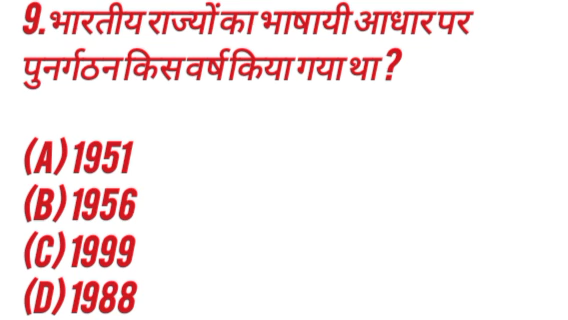 9.भारतीय राज्यों का भाषायी आधार पर
पुनर्गठन किस वर्ष किया गया था ?
(A) 1951
(B) 1956
(C) 1999
(D) 1988